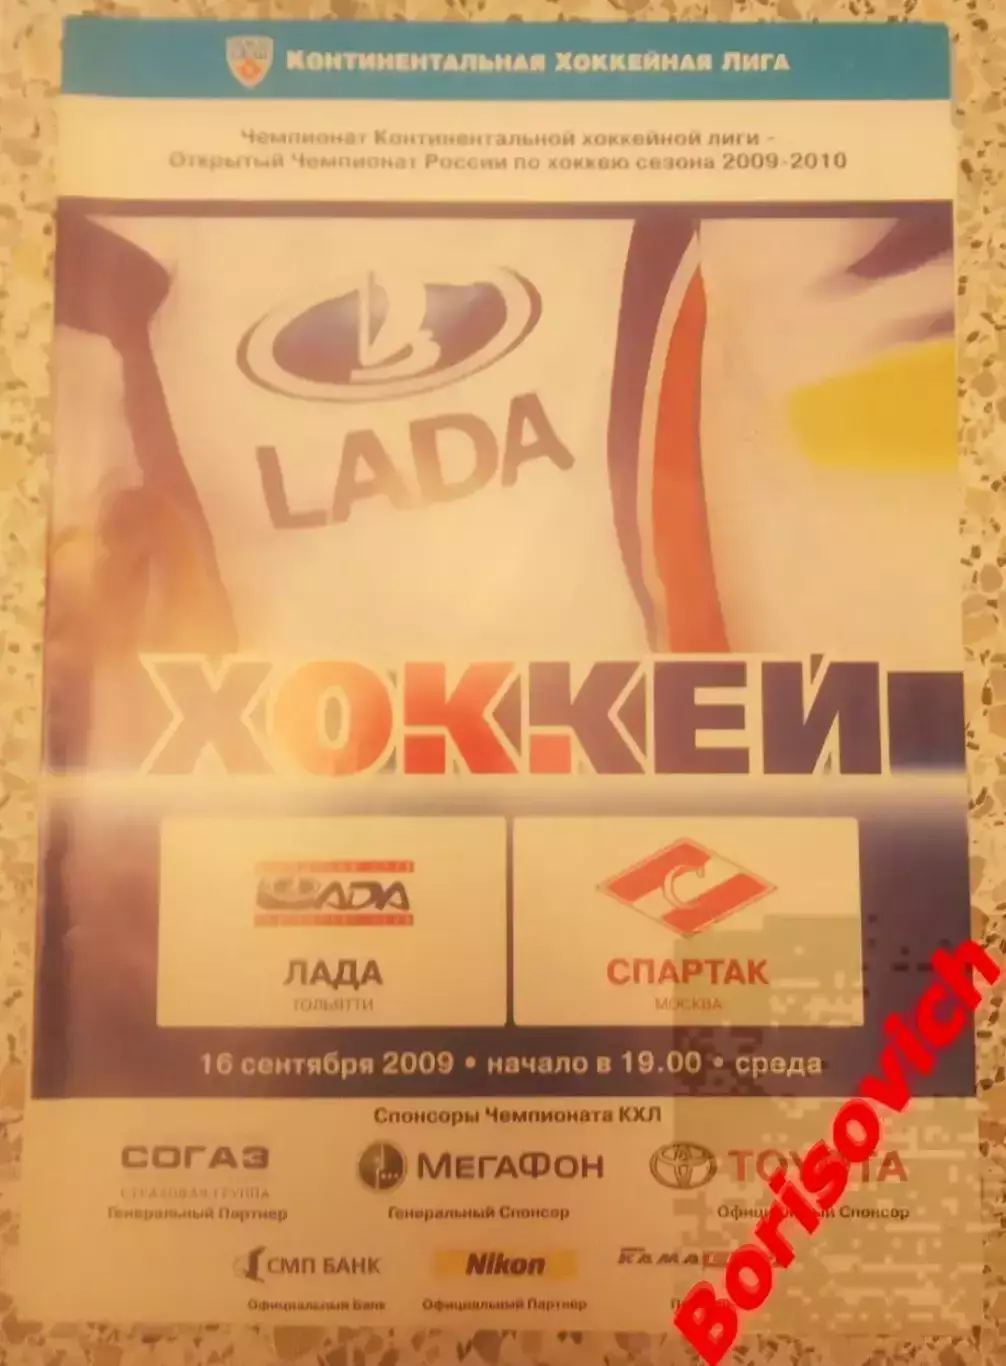 Континентальная Хоккейная Лига
Чемпионат Континентальной хоккейной лиги -
Открытый Чемпионат России по хоккею сезона 2009-2010
LADA
ХОККЕЙ
ЛАДА
ЛАДА СПАРТАК
ТОЛЬЯТТИ МОСКВА
16 сентября 2009 • начало в 19.00 • среда
Спонсоры Чемпионата КХЛ
СОГАЗ МЕГАФОН TOYOTA
СТРАХОВАЯ ГРУППА
Генеральный Партнер Генеральный Спонсор Официальный Спонсор
СМП БАНК Nikon
Официальный Банк Официальный Партнер
Borisovich